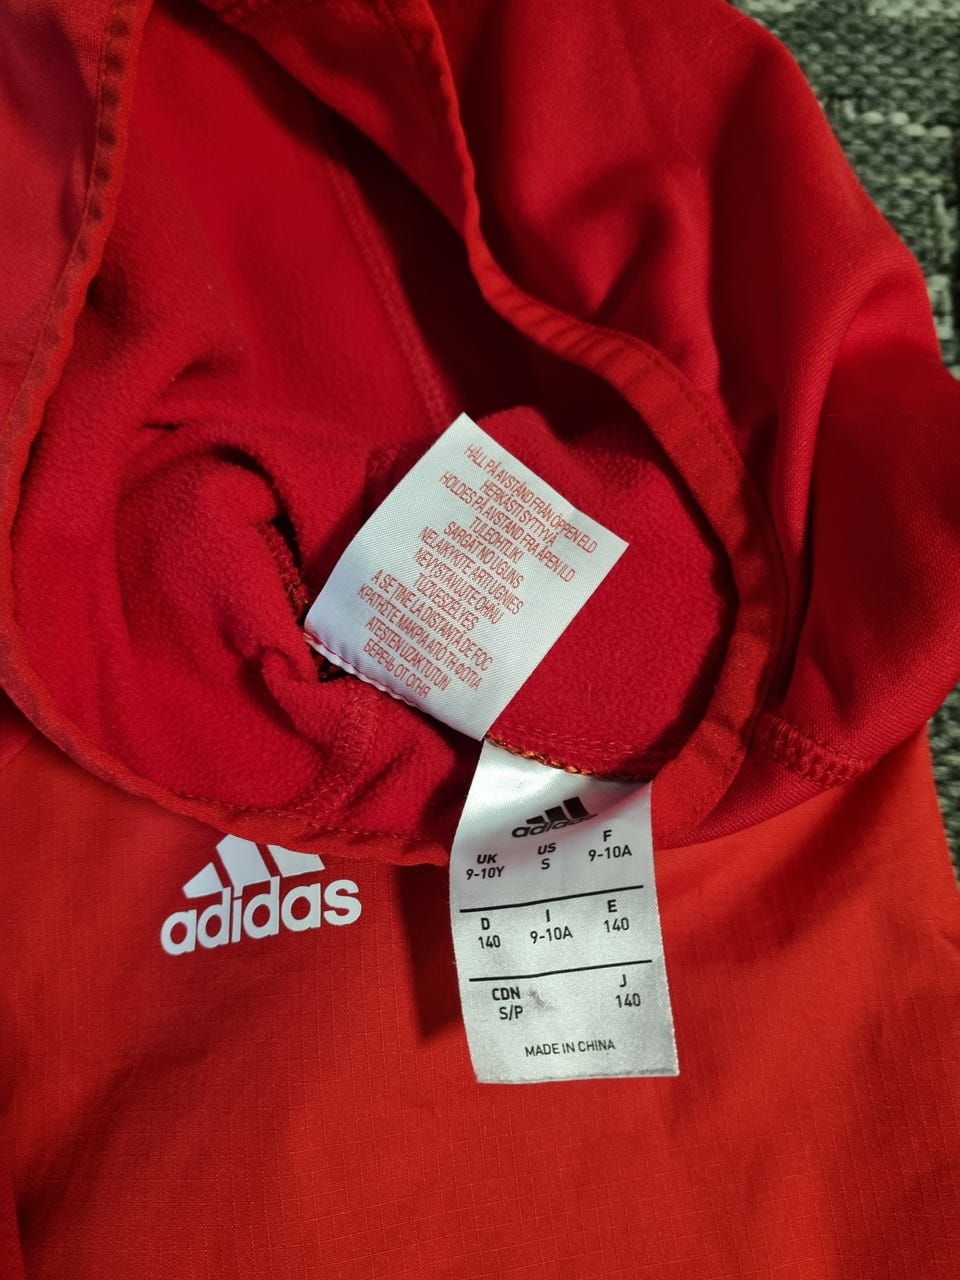 HÅLL PÅ AVSTÅND FRÅN ÖPPEN ELD
HERKÄSTI SYTTYVÄ
HOLDES PÅ AVSTAND FRA ÅPEN ILD
TULEOHTLIK!
SARGĀT NO UGUNS
NELAIKYKITE ARTI UGNIES
NEVYSTAVUJTE OHNU
TŰZVESZÉLYES
A SE ŢINE LA DISTANŢĂ DE FOC
ΚΡΑΤΗΣΤΕ ΜΑΚΡΙΑ ΑΠΌ ΤΗ ΦΩΤΙΑ
ATEŞTEN UZAK TUTUN
БЕРЕЧЬ ОТ ОГНЯ
adidas
UK US F
9-10Y S 9-10A
D I E
140 9-10A 140
CDN J
S/P 140
MADE IN CHINA
adidas